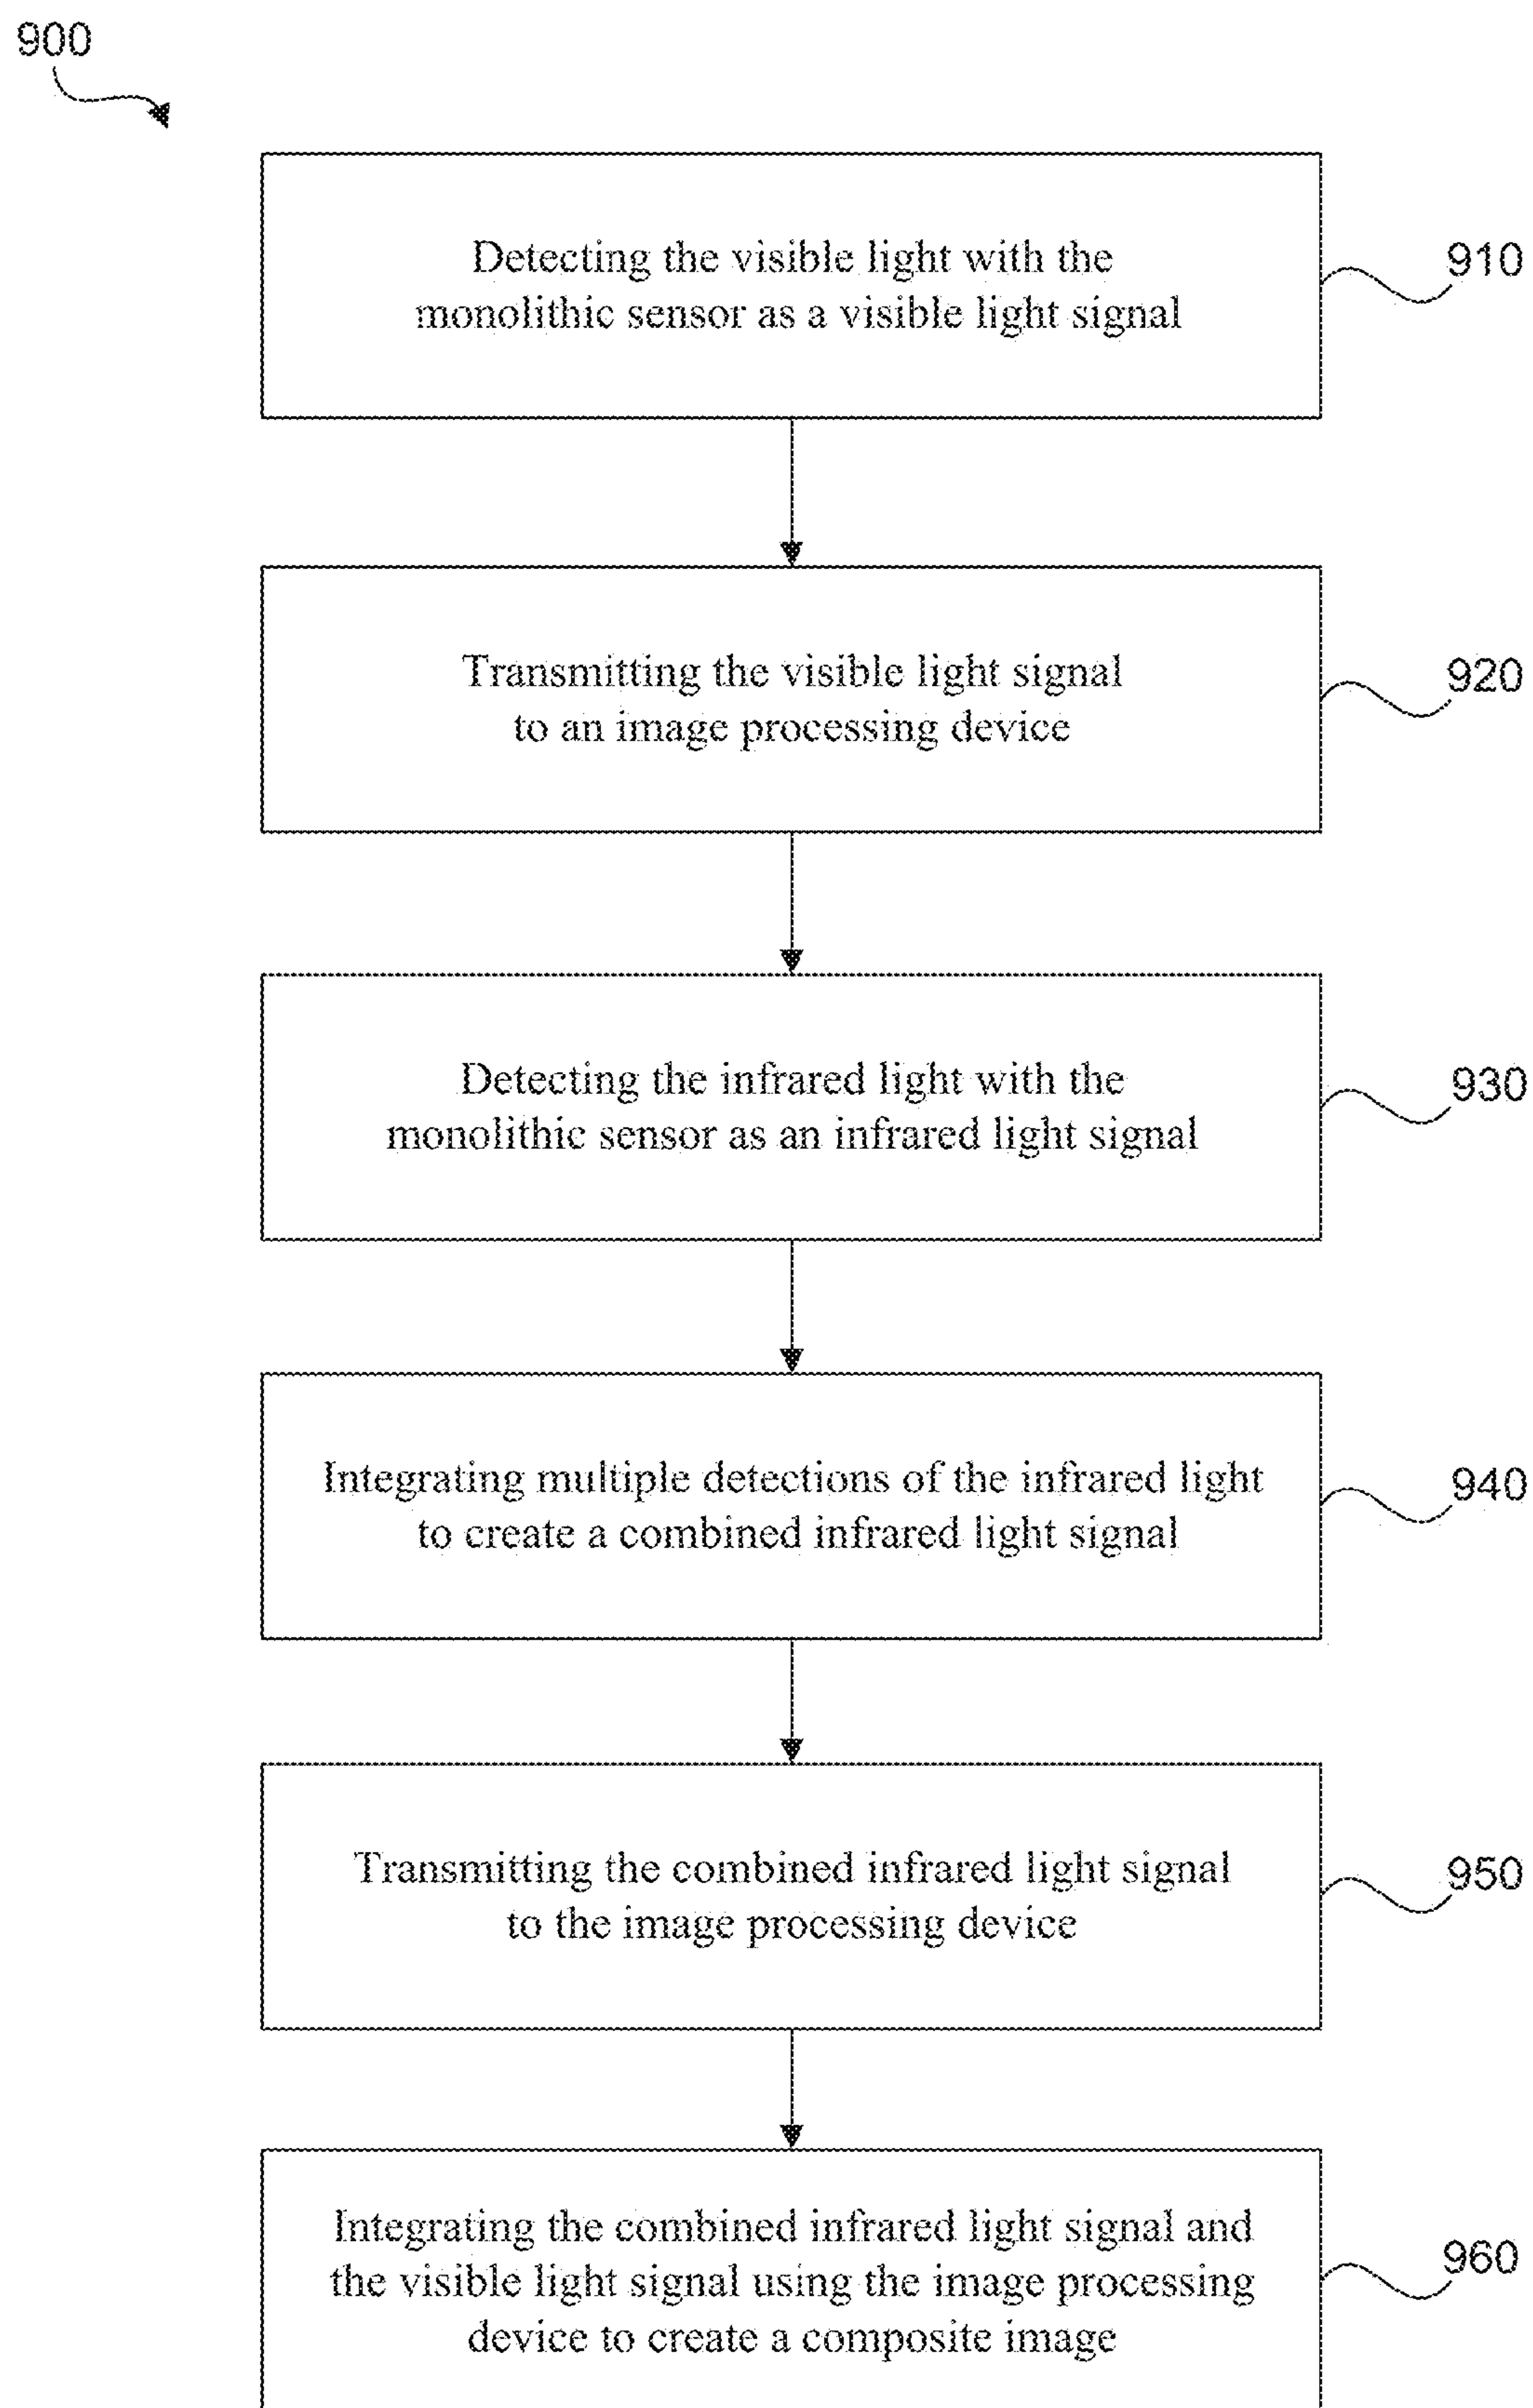 900
Detecting the visible light with the
monolithic sensor as a visible light signal
910
Transmitting the visible light signal
to an image processing device
920
Detecting the infrared light with the
monolithic sensor as an infrared light signal
930
Integrating multiple detections of the infrared light
to create a combined infrared light signal
940
Transmitting the combined infrared light signal
to the image processing device
950
Integrating the combined infrared light signal and
the visible light signal using the image processing
device to create a composite image
960